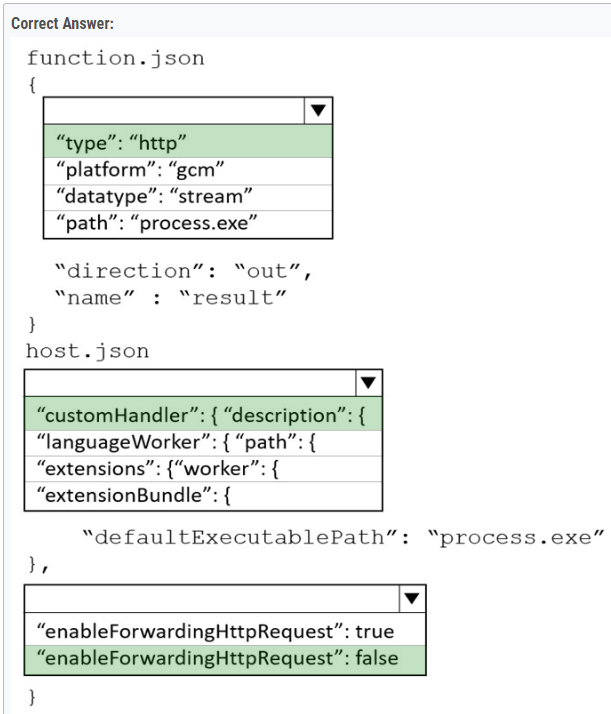 Correct Answer:
function.json
{
“type”: “http”
“platform”: “gcm”
“datatype”: “stream”
“path”: “process.exe”
“direction”: “out”,
“name” : “result”
}
host.json
“customHandler”: { “description”: {
“languageWorker”: { “path”: {
“extensions”: {“worker”: {
“extensionBundle”: {
“defaultExecutablePath”: “process.exe”
},
“enableForwardingHttpRequest”: true
“enableForwardingHttpRequest”: false
}